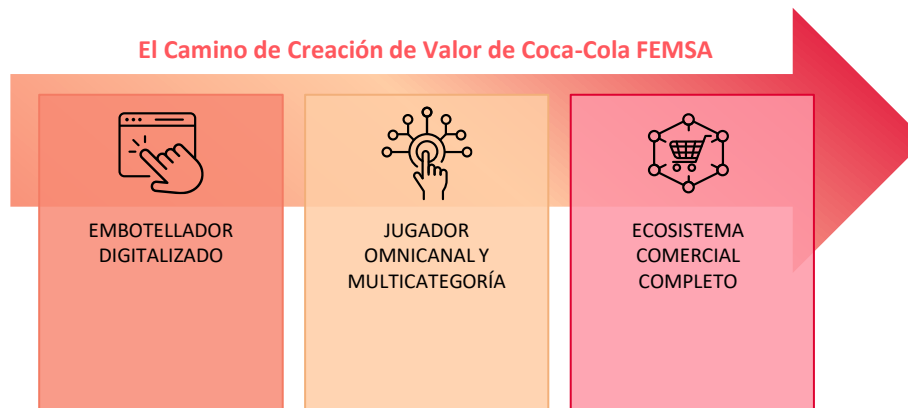 El Camino de Creación de Valor de Coca-Cola FEMSA
EMBOTELLADOR
DIGITALIZADO
JUGADOR
OMNICANAL Y
MULTICATEGORÍA
ECOSISTEMA
COMERCIAL
COMPLETO